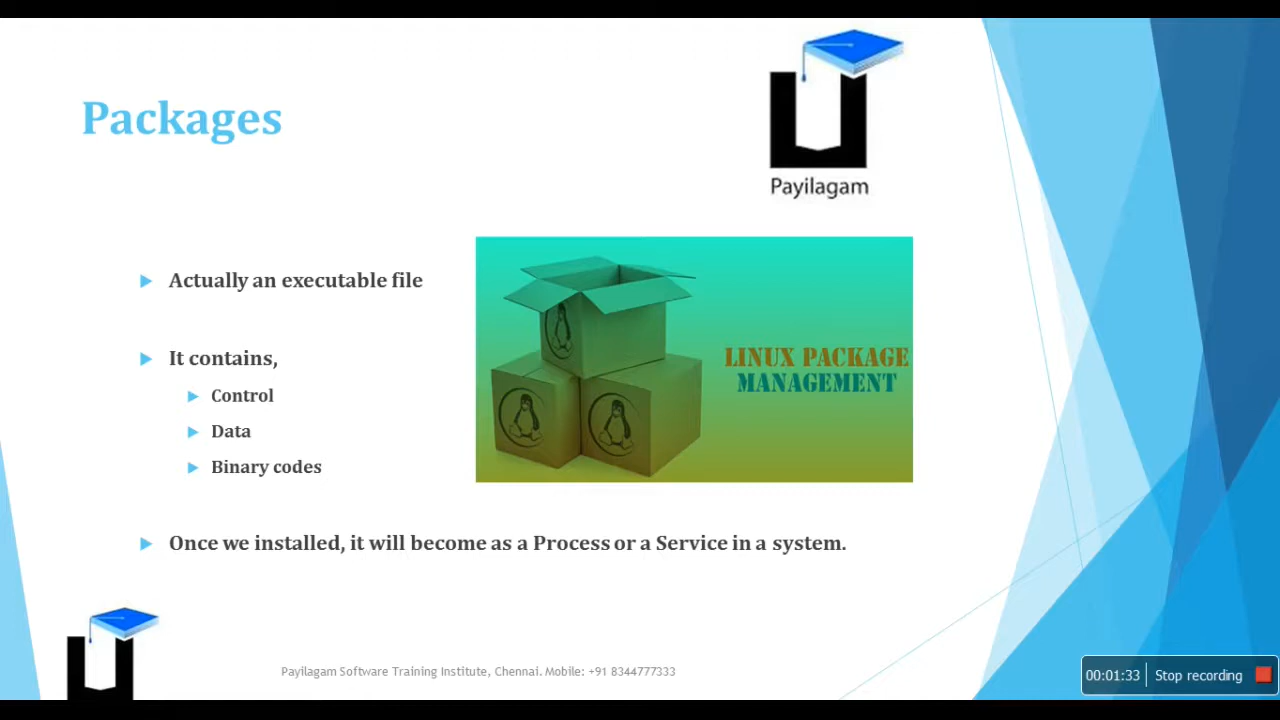 Packages
Payilagam
Actually an executable file
It contains,
Control
Data
Binary codes
LINUX PACKAGE
MANAGEMENT
Once we installed, it will become as a Process or a Service in a system.
Payilagam Software Training Institute, Chennai. Mobile: +91 8344777333
00:01:33 Stop recording